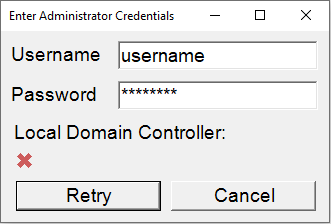 Enter Administrator Credentials
Username username
Password ********
Local Domain Controller:
Retry Cancel